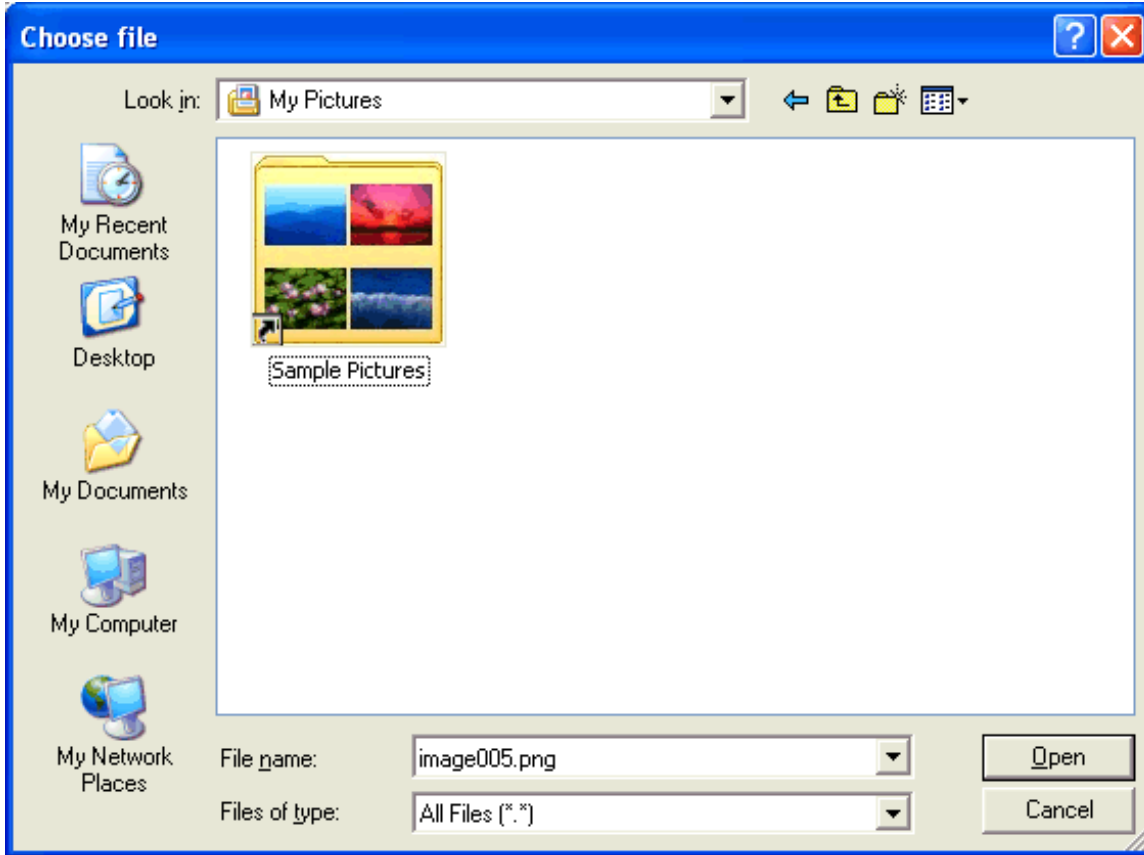 Choose file
?
Look in:
My Pictures
My Recent
Documents
Desktop
My Documents
My Computer
My Network
Places
Sample Pictures
File name:
image005.png
Open
Files of type:
All Files (*.*)
Cancel